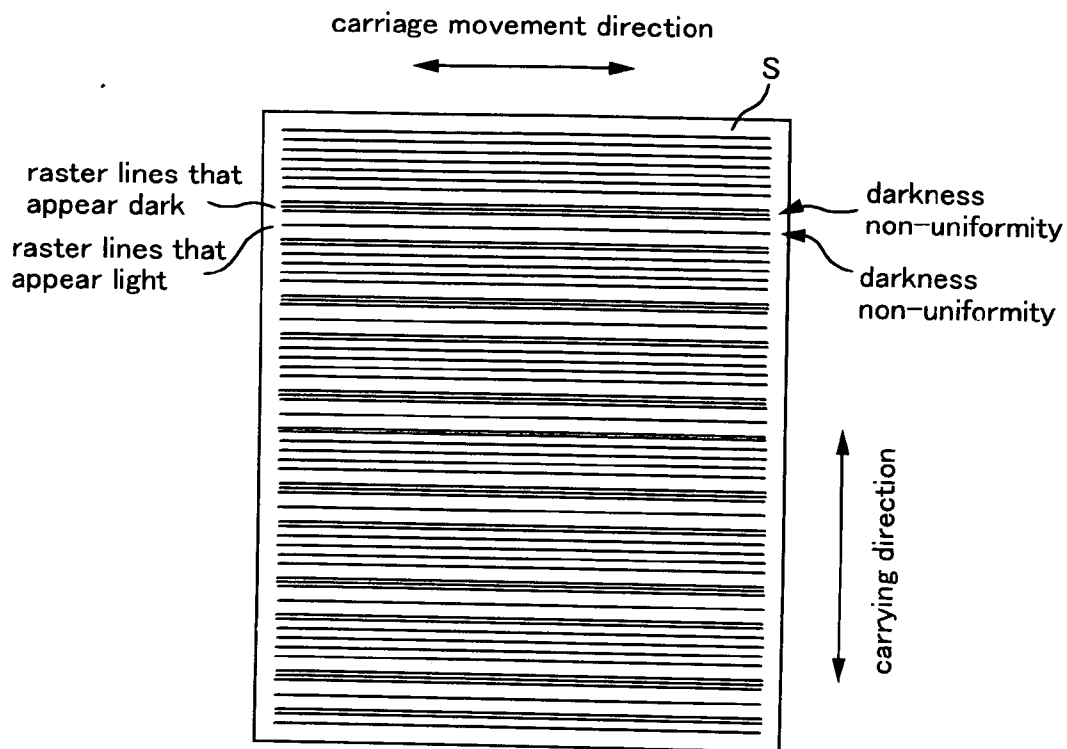 carriage movement direction
S
raster lines that
appear dark
raster lines that
appear light
darkness
non-uniformity
darkness
non-uniformity
carrying direction